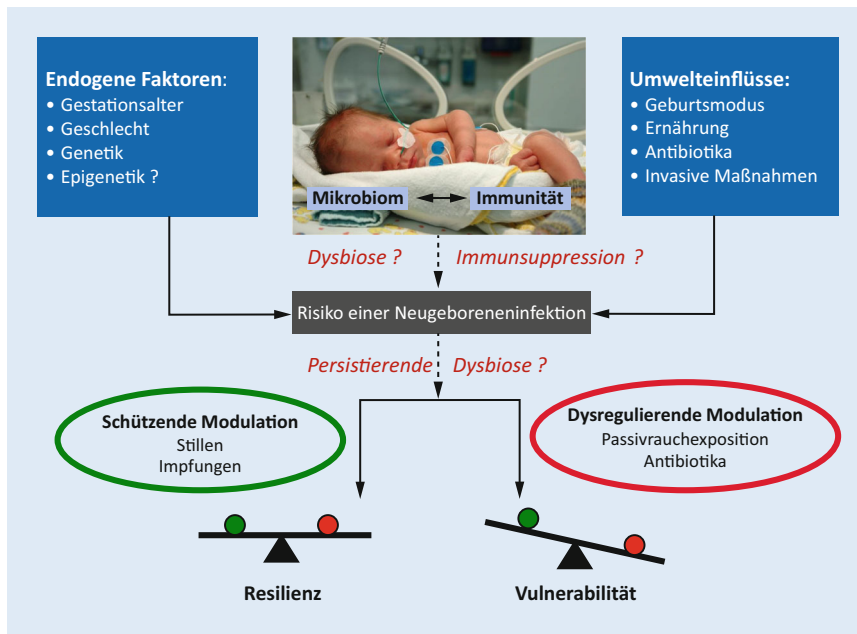 Endogene Faktoren:
• Gestationsalter
• Geschlecht
• Genetik
• Epigenetik ?
Mikrobiom
Immunität
Umwelteinflüsse:
• Geburtsmodus
• Ernährung
• Antibiotika
• Invasive Maßnahmen
Dysbiose ?
Immunsuppression ?
Risiko einer Neugeboreneninfektion
Persistierende
Dysbiose ?
Schützende Modulation
Stillen
Impfungen
Dysregulierende Modulation
Passivrauchexposition
Antibiotika
Resilienz
Vulnerabilität